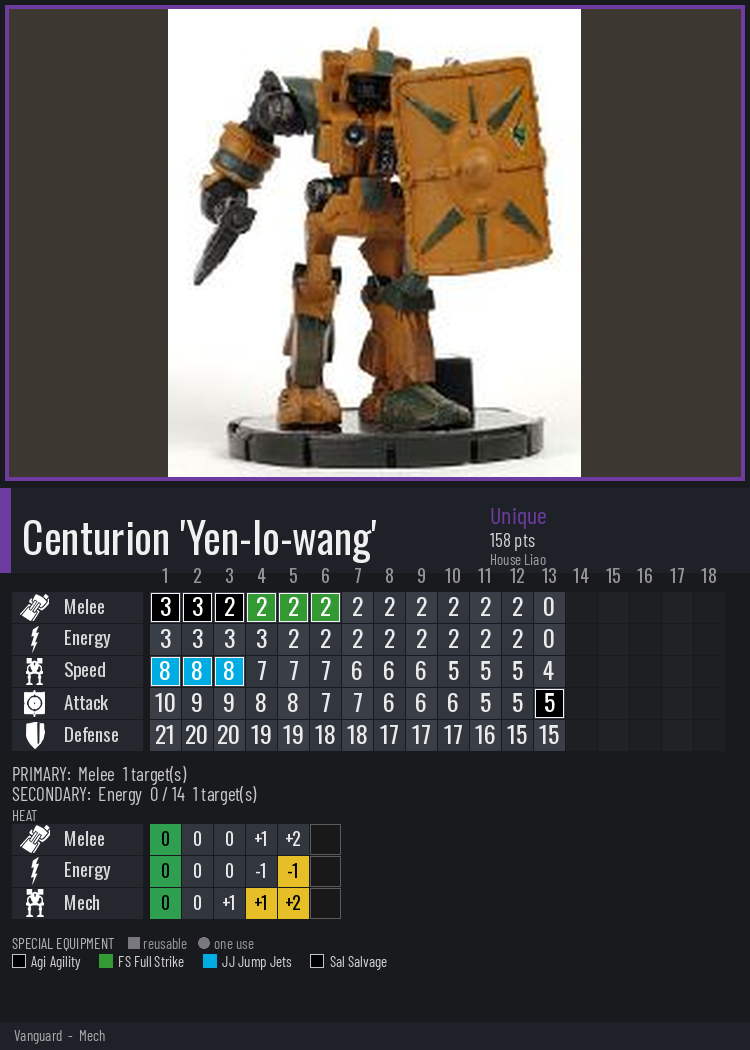 Centurion 'Yen-lo-wang'
Unique
158 pts
House Liao
1 2 3 4 5 6 7 8 9 10 11 12 13 14 15 16 17 18
Melee 3 3 2 2 2 2 2 2 2 2 2 2 0
Energy 3 3 3 3 2 2 2 2 2 2 2 2 0
Speed 8 8 8 7 7 7 6 6 6 5 5 5 4
Attack 10 9 9 8 8 7 7 6 6 6 5 5 5
Defense 21 20 20 19 19 18 18 17 17 17 16 15 15
PRIMARY: Melee 1 target(s)
SECONDARY: Energy 0 / 14 1 target(s)
HEAT
Melee 0 0 0 +1 +2
Energy 0 0 0 -1 -1
Mech 0 0 +1 +1 +2
SPECIAL EQUIPMENT reusable one use
Agi Agility FS Full Strike JJ Jump Jets Sal Salvage
Vanguard - Mech